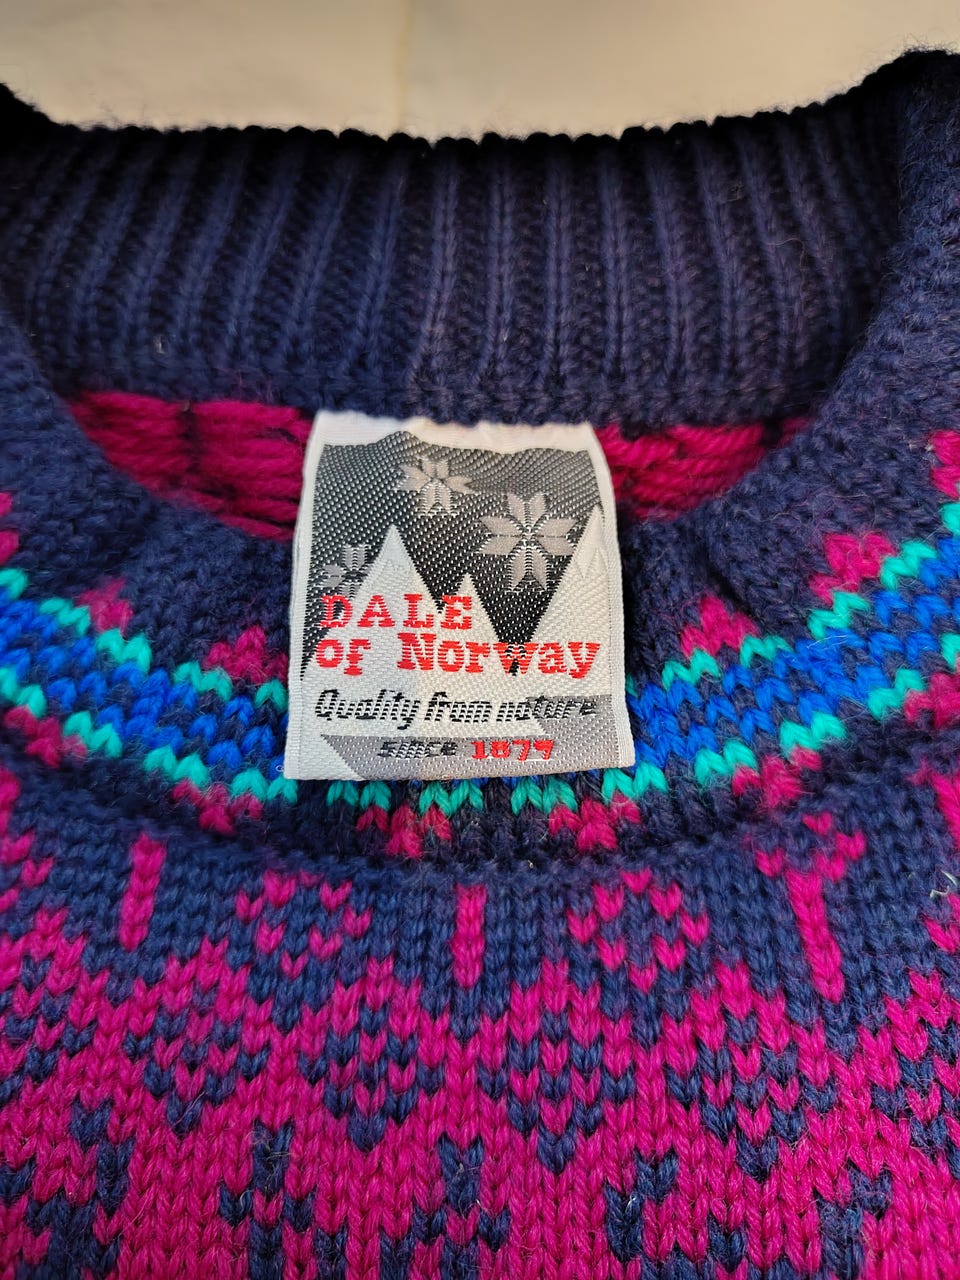 DALE
of Norway
Quality from nature
since 1879